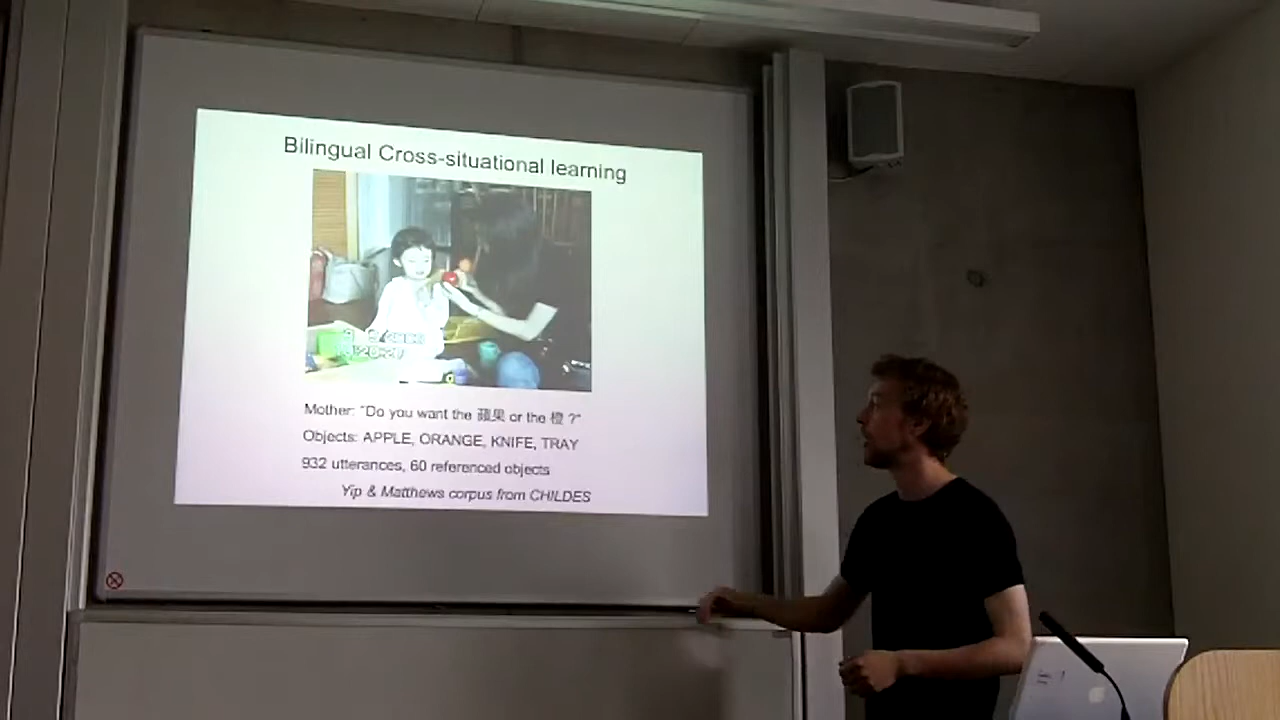 Bilingual Cross-situational learning
Mother: "Do you want the 蘋果 or the 橙 ?"
Objects: APPLE, ORANGE, KNIFE, TRAY
932 utterances, 60 referenced objects
Yip & Matthews corpus from CHILDES